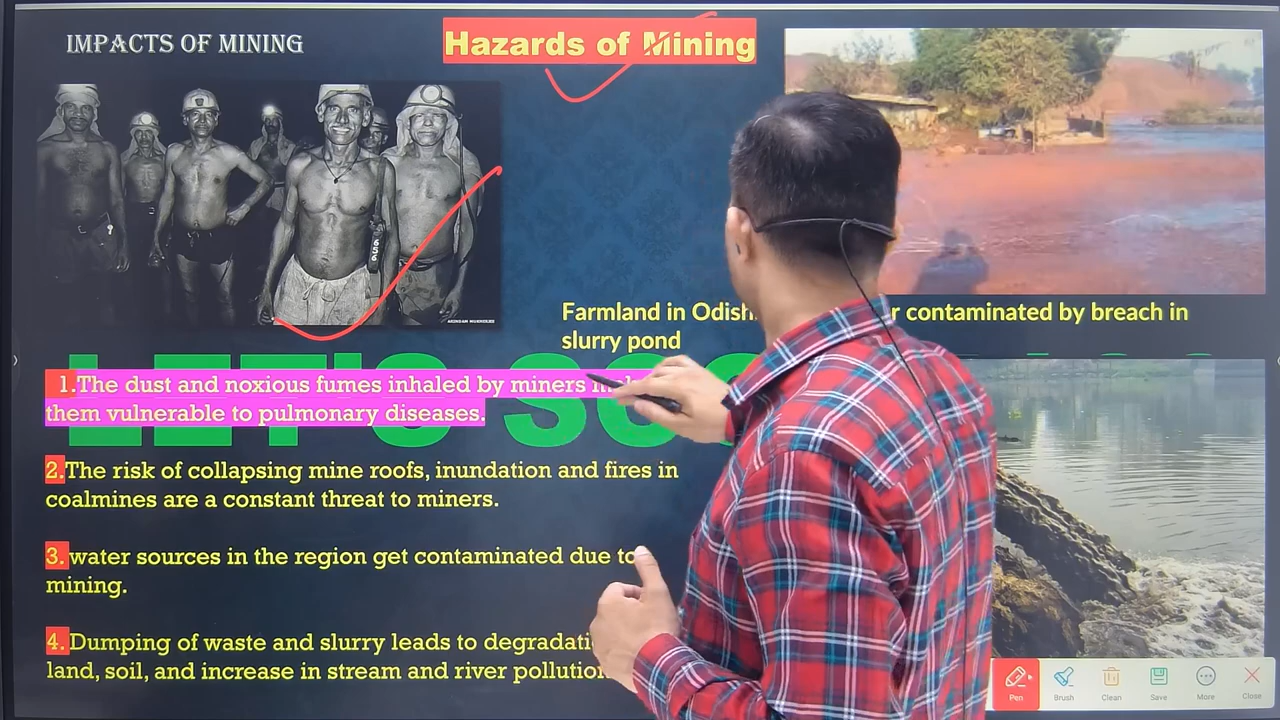 IMPACTS OF MINING
Hazards of Mining
ARINDAM MUKHERJEE
Farmland in contaminated by breach in
slurry pond
LET'S
1.The dust and noxious fumes inhaled by miners
them vulnerable to pulmonary diseases.
2.The risk of collapsing mine roofs, inundation and fires in
coalmines are a constant threat to miners.
3. water sources in the region get contaminated due to
mining.
4. Dumping of waste and slurry leads to
land, soil, and increase in stream and river pollution
Pen
Brush
Clean
Save
More
Close